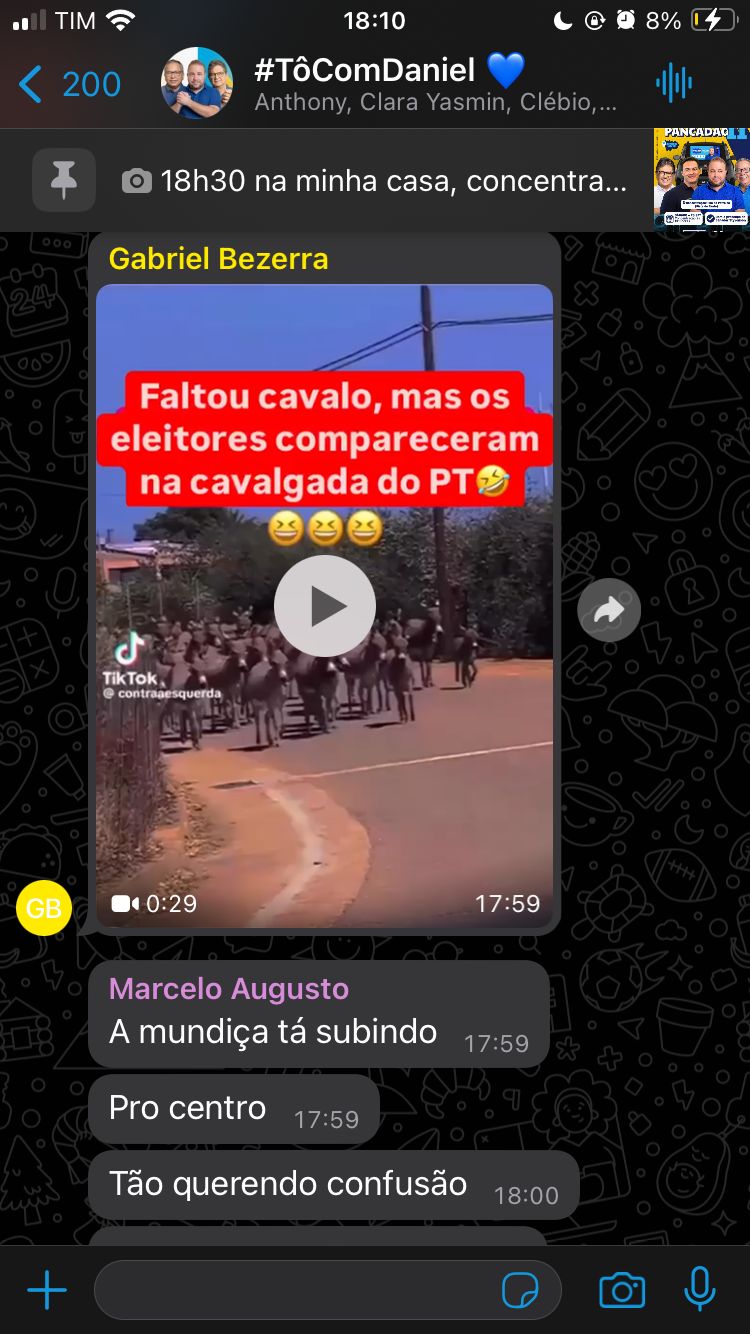 TIM
18:10
8%
200
#TôComDaniel 💙
Anthony, Clara Yasmin, Clébio,...
18h30 na minha casa, concentra...
PANCADÃO 11
Gabriel Bezerra
Faltou cavalo, mas os
eleitores compareceram
na cavalgada do PT🤣
😆😆😆
TikTok
@ contraaesquerda
0:29
17:59
GB
Marcelo Augusto
A mundiça tá subindo
17:59
Pro centro
17:59
Tão querendo confusão
18:00